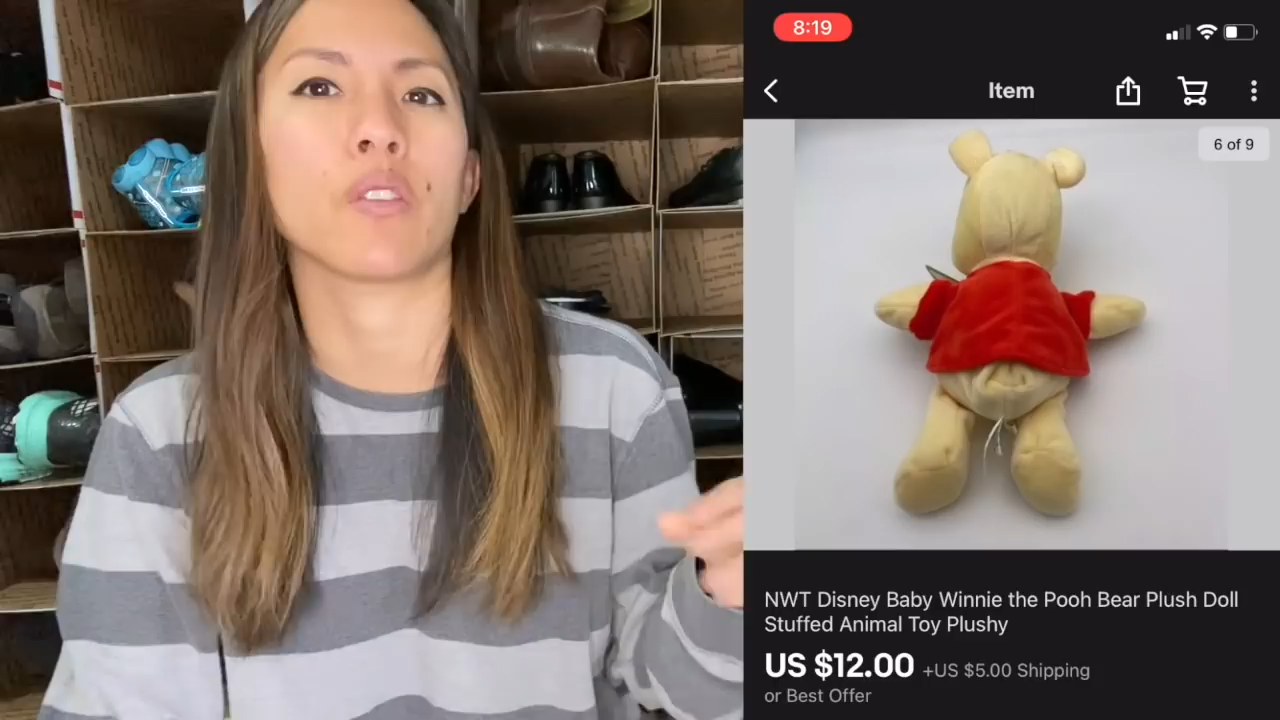 8:19
Item
6 of 9
NWT Disney Baby Winnie the Pooh Bear Plush Doll
Stuffed Animal Toy Plushy
US $12.00 +US $5.00 Shipping
or Best Offer